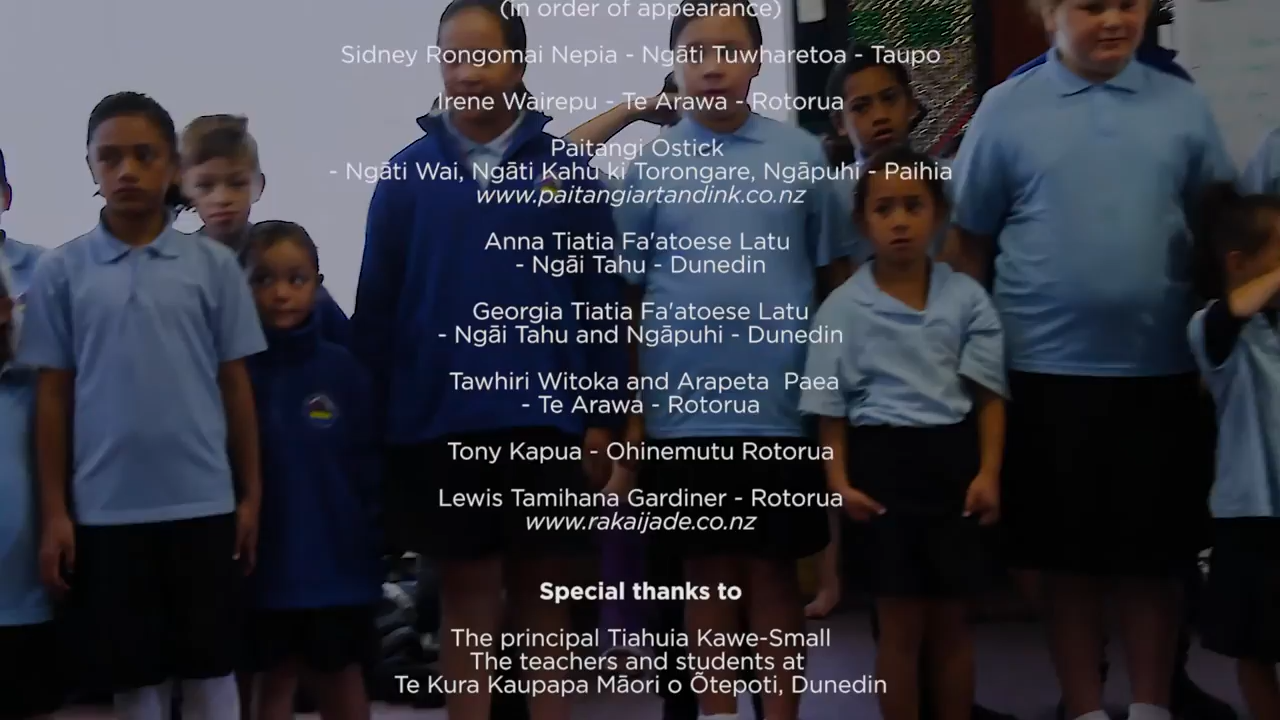 (in order of appearance)
Sidney Rongomai Nepia - Ngāti Tuwharetoa - Taupo
Irene Wairepu - Te Arawa - Rotorua
Paitangi Ostick
- Ngāti Wai, Ngāti Kahu ki Torongare, Ngāpuhi - Paihia
www.paitangiartandink.co.nz
Anna Tiatia Fa'atoese Latu
- Ngāi Tahu - Dunedin
Georgia Tiatia Fa'atoese Latu
- Ngāi Tahu and Ngāpuhi - Dunedin
Tawhiri Witoka and Arapeta  Paea
- Te Arawa - Rotorua
Tony Kapua - Ohinemutu Rotorua
Lewis Tamihana Gardiner - Rotorua
www.rakaijade.co.nz
Special thanks to
The principal Tiahuia Kawe-Small
The teachers and students at
Te Kura Kaupapa Māori o Õtepoti, Dunedin